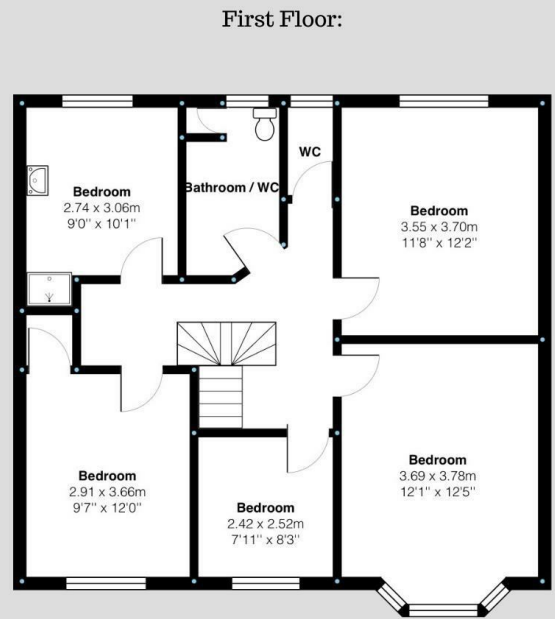 First Floor:
WC
Bathroom / WC
Bedroom
2.74 x 3.06m
9'0'' x 10'1''
Bedroom
3.55 x 3.70m
11'8'' x 12'2''
Bedroom
2.91 x 3.66m
9'7'' x 12'0''
Bedroom
2.42 x 2.52m
7'11'' x 8'3''
Bedroom
3.69 x 3.78m
12'1'' x 12'5''